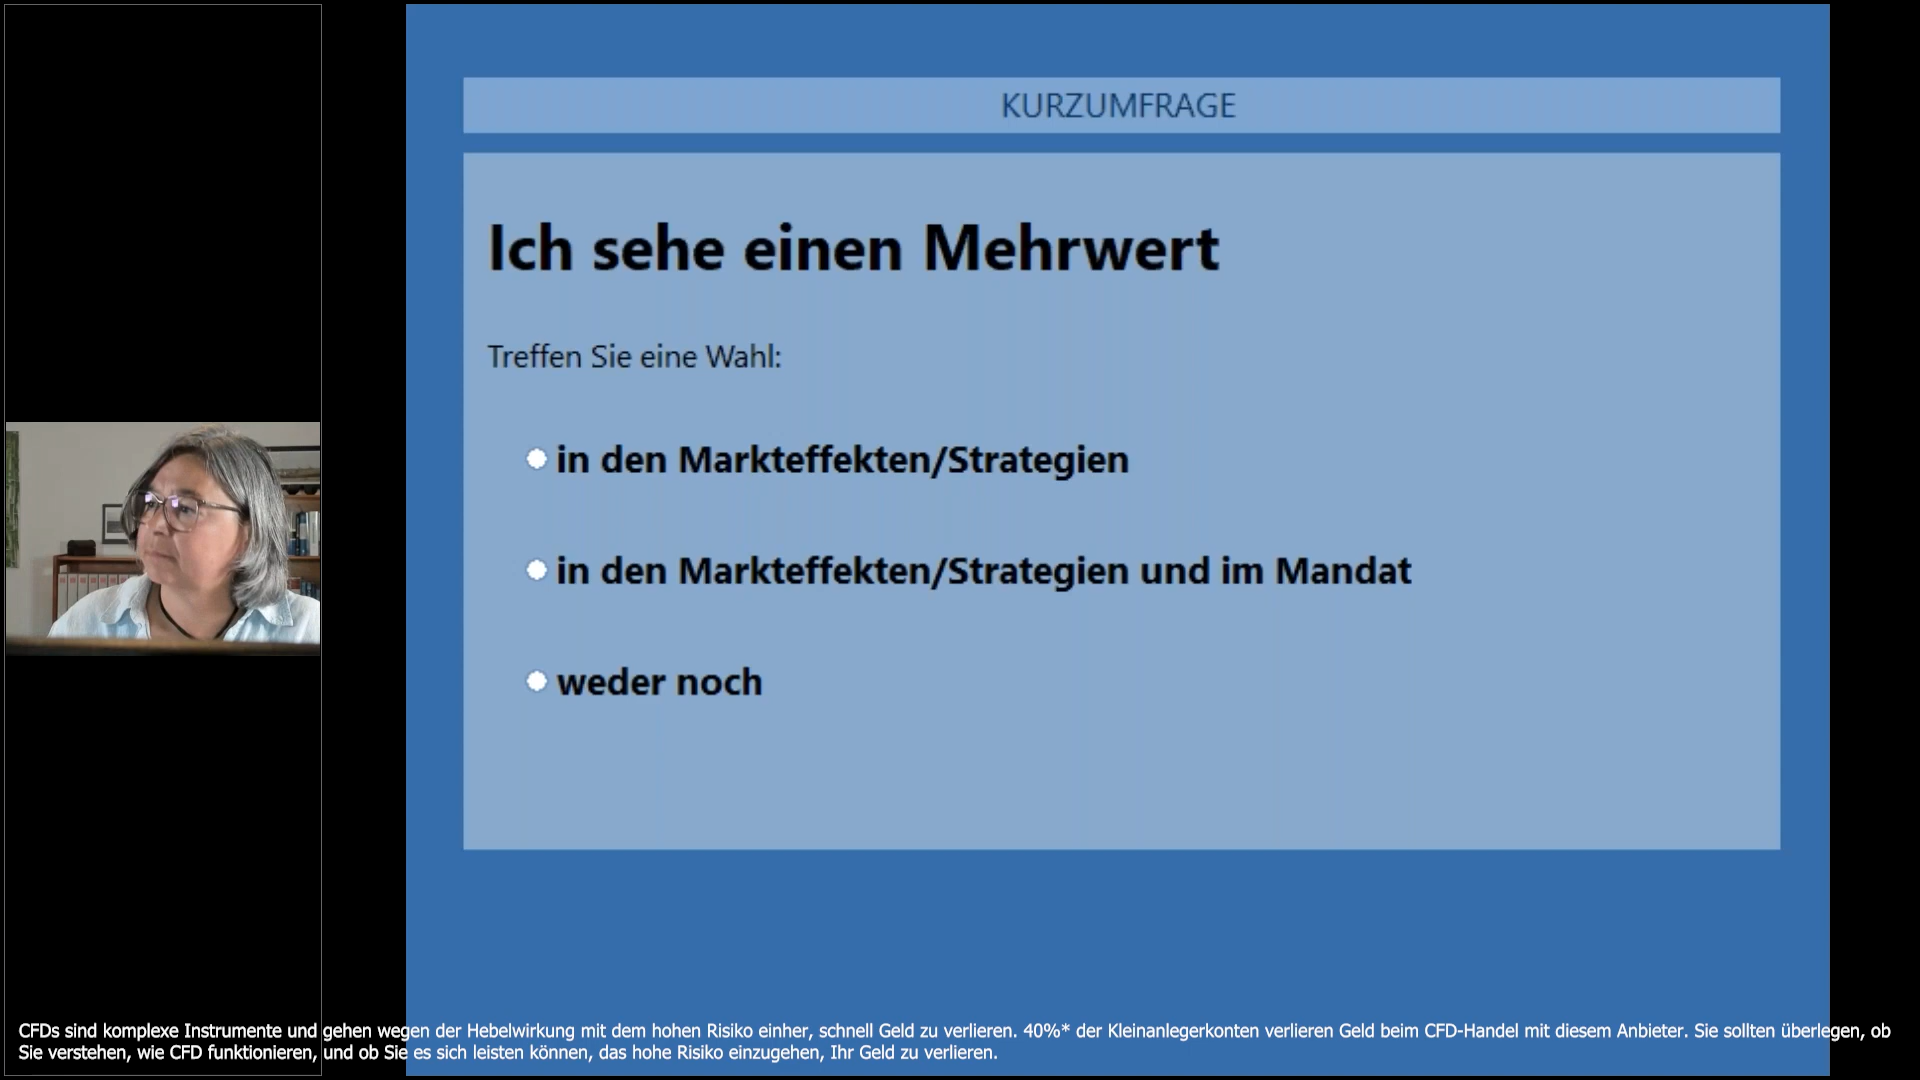 KURZUMFRAGE
Ich sehe einen Mehrwert
Treffen Sie eine Wahl:
in den Markteffekten/Strategien
in den Markteffekten/Strategien und im Mandat
weder noch
CFDs sind komplexe Instrumente und gehen wegen der Hebelwirkung mit dem hohen Risiko einher, schnell Geld zu verlieren. 40%* der Kleinanlegerkonten verlieren Geld beim CFD-Handel mit diesem Anbieter. Sie sollten überlegen, ob
Sie verstehen, wie CFD funktionieren, und ob Sie es sich leisten können, das hohe Risiko einzugehen, Ihr Geld zu verlieren.